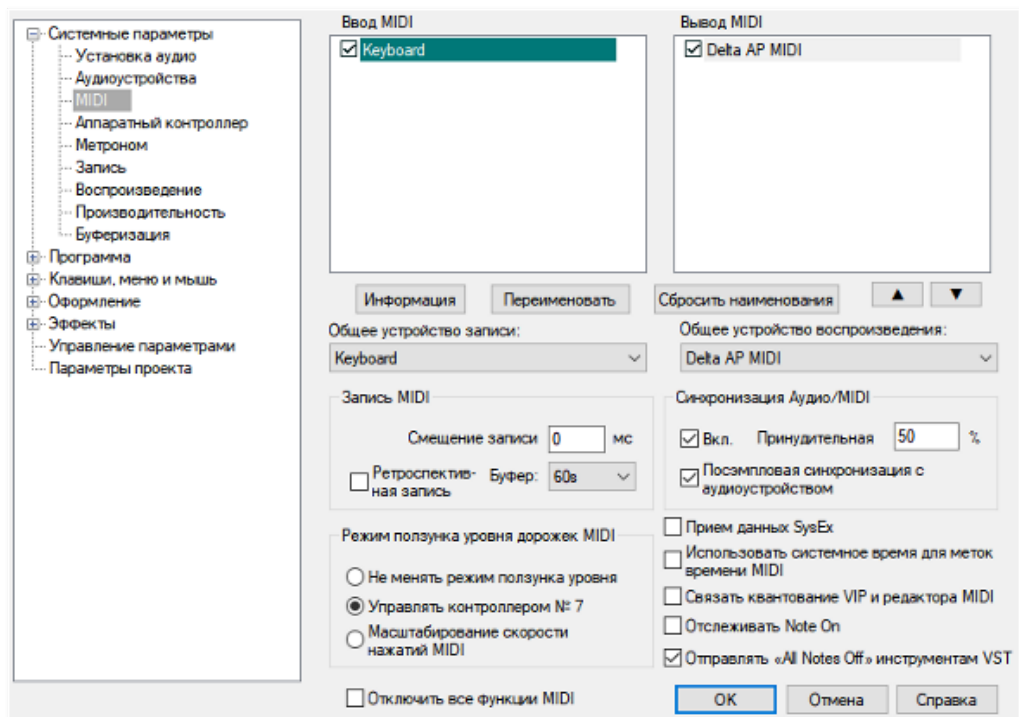 Системные параметры
Установка аудио
Аудиоустройства
MIDI
Аппаратный контроллер
Метроном
Запись
Воспроизведение
Производительность
Буферизация
Программа
Клавиши, меню и мышь
Оформление
Эффекты
Управление параметрами
Параметры проекта
Ввод MIDI
Keyboard
Вывод MIDI
Delta AP MIDI
Информация
Переименовать
Сбросить наименования
▲
▼
Общее устройство записи:
Keyboard
Общее устройство воспроизведения:
Delta AP MIDI
Запись MIDI
Смещение записи 0 мс
Ретроспектив-
ная запись
Буфер: 60s
Синхронизация Аудио/MIDI
Вкл. Принудительная 50 %
Посэмпловая синхронизация с
аудиоустройством
Режим ползунка уровня дорожек MIDI
Не менять режим ползунка уровня
Управлять контроллером № 7
Масштабирование скорости
нажатий MIDI
Прием данных SysEx
Использовать системное время для меток
времени MIDI
Связать квантование VIP и редактора MIDI
Отслеживать Note On
Отправлять «All Notes Off» инструментам VST
Отключить все функции MIDI
OK
Отмена
Справка